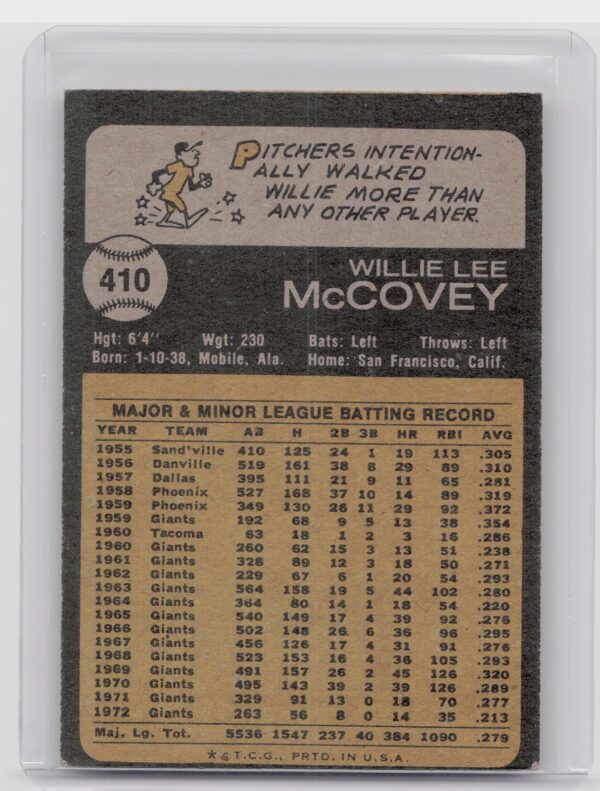 PITCHERS INTENTION-
ALLY WALKED
WILLIE MORE THAN
ANY OTHER PLAYER.
410
WILLIE LEE
McCOVEY
Hgt: 6'4" Wgt: 230 Bats: Left Throws: Left
Born: 1-10-38, Mobile, Ala. Home: San Francisco, Calif.
MAJOR & MINOR LEAGUE BATTING RECORD
YEAR TEAM AB H 2B 3B HR RBI AVG
1955 Sand'ville 410 125 24 1 19 113 .305
1956 Danville 519 161 38 8 29 89 .310
1957 Dallas 395 111 21 9 11 65 .281
1958 Phoenix 527 168 37 10 14 89 .319
1959 Phoenix 349 130 26 11 29 92 .372
1959 Giants 192 68 9 5 13 38 .354
1960 Tacoma 63 18 1 2 3 16 .286
1960 Giants 260 62 15 3 13 51 .238
1961 Giants 328 89 12 3 18 50 .271
1962 Giants 229 67 6 1 20 54 .293
1963 Giants 564 158 19 5 44 102 .280
1964 Giants 364 80 14 1 18 54 .220
1965 Giants 540 149 17 4 39 92 .276
1966 Giants 502 148 26 6 36 96 .295
1967 Giants 456 126 17 4 31 91 .276
1968 Giants 523 153 16 4 36 105 .293
1969 Giants 491 157 26 2 45 126 .320
1970 Giants 495 143 39 2 39 126 .289
1971 Giants 329 91 13 0 18 70 .277
1972 Giants 263 56 8 0 14 35 .213
Maj. Lg. Tot. 5536 1547 237 40 384 1090 .279
* © T.C.G., PRTD. IN U.S.A.